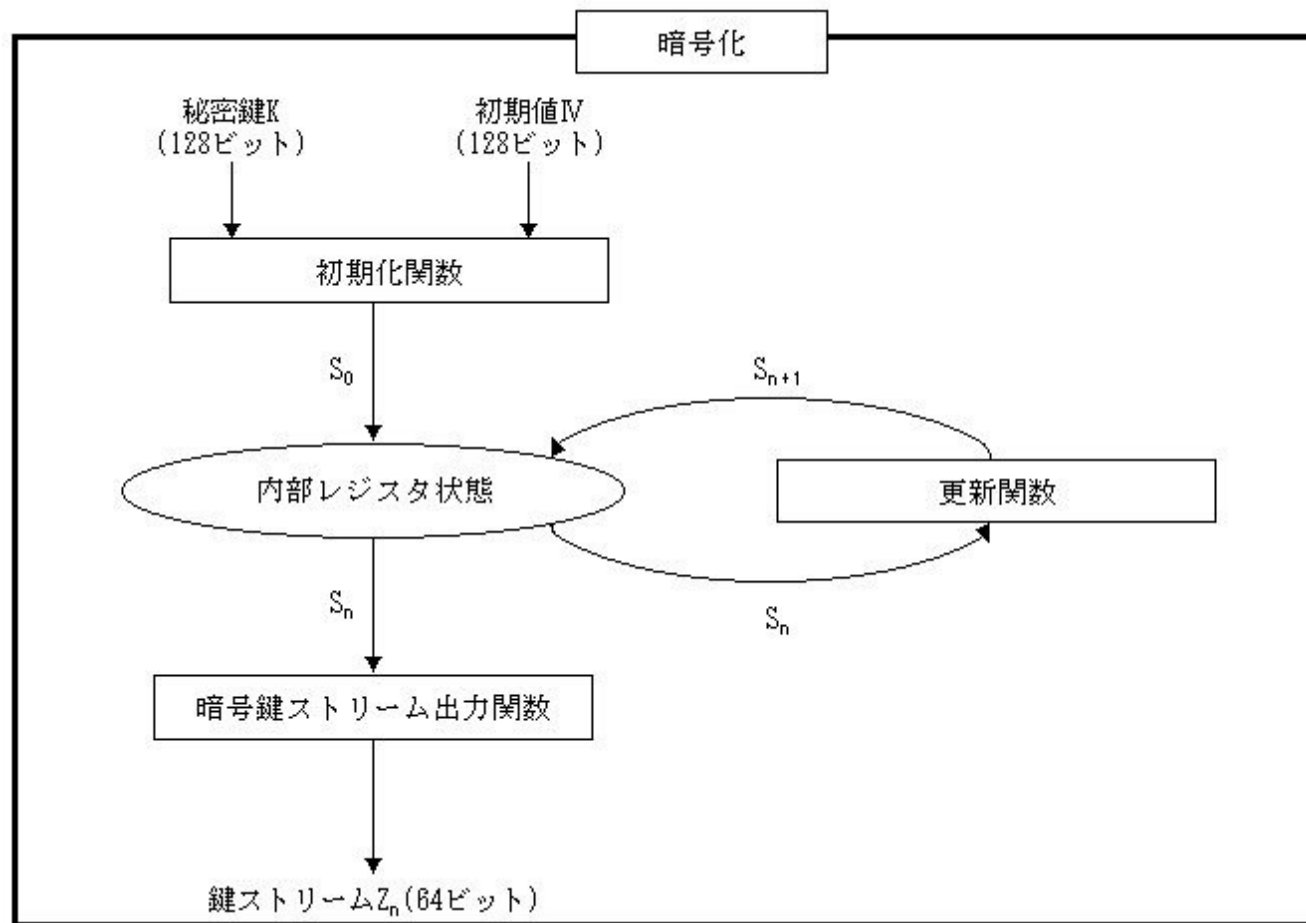 暗号化
秘密鍵K
(128ビット)
初期値IV
(128ビット)
初期化関数
S₀
Sₙ₊₁
内部レジスタ状態
更新関数
Sₙ
Sₙ
暗号鍵ストリーム出力関数
鍵ストリームZₙ(64ビット)